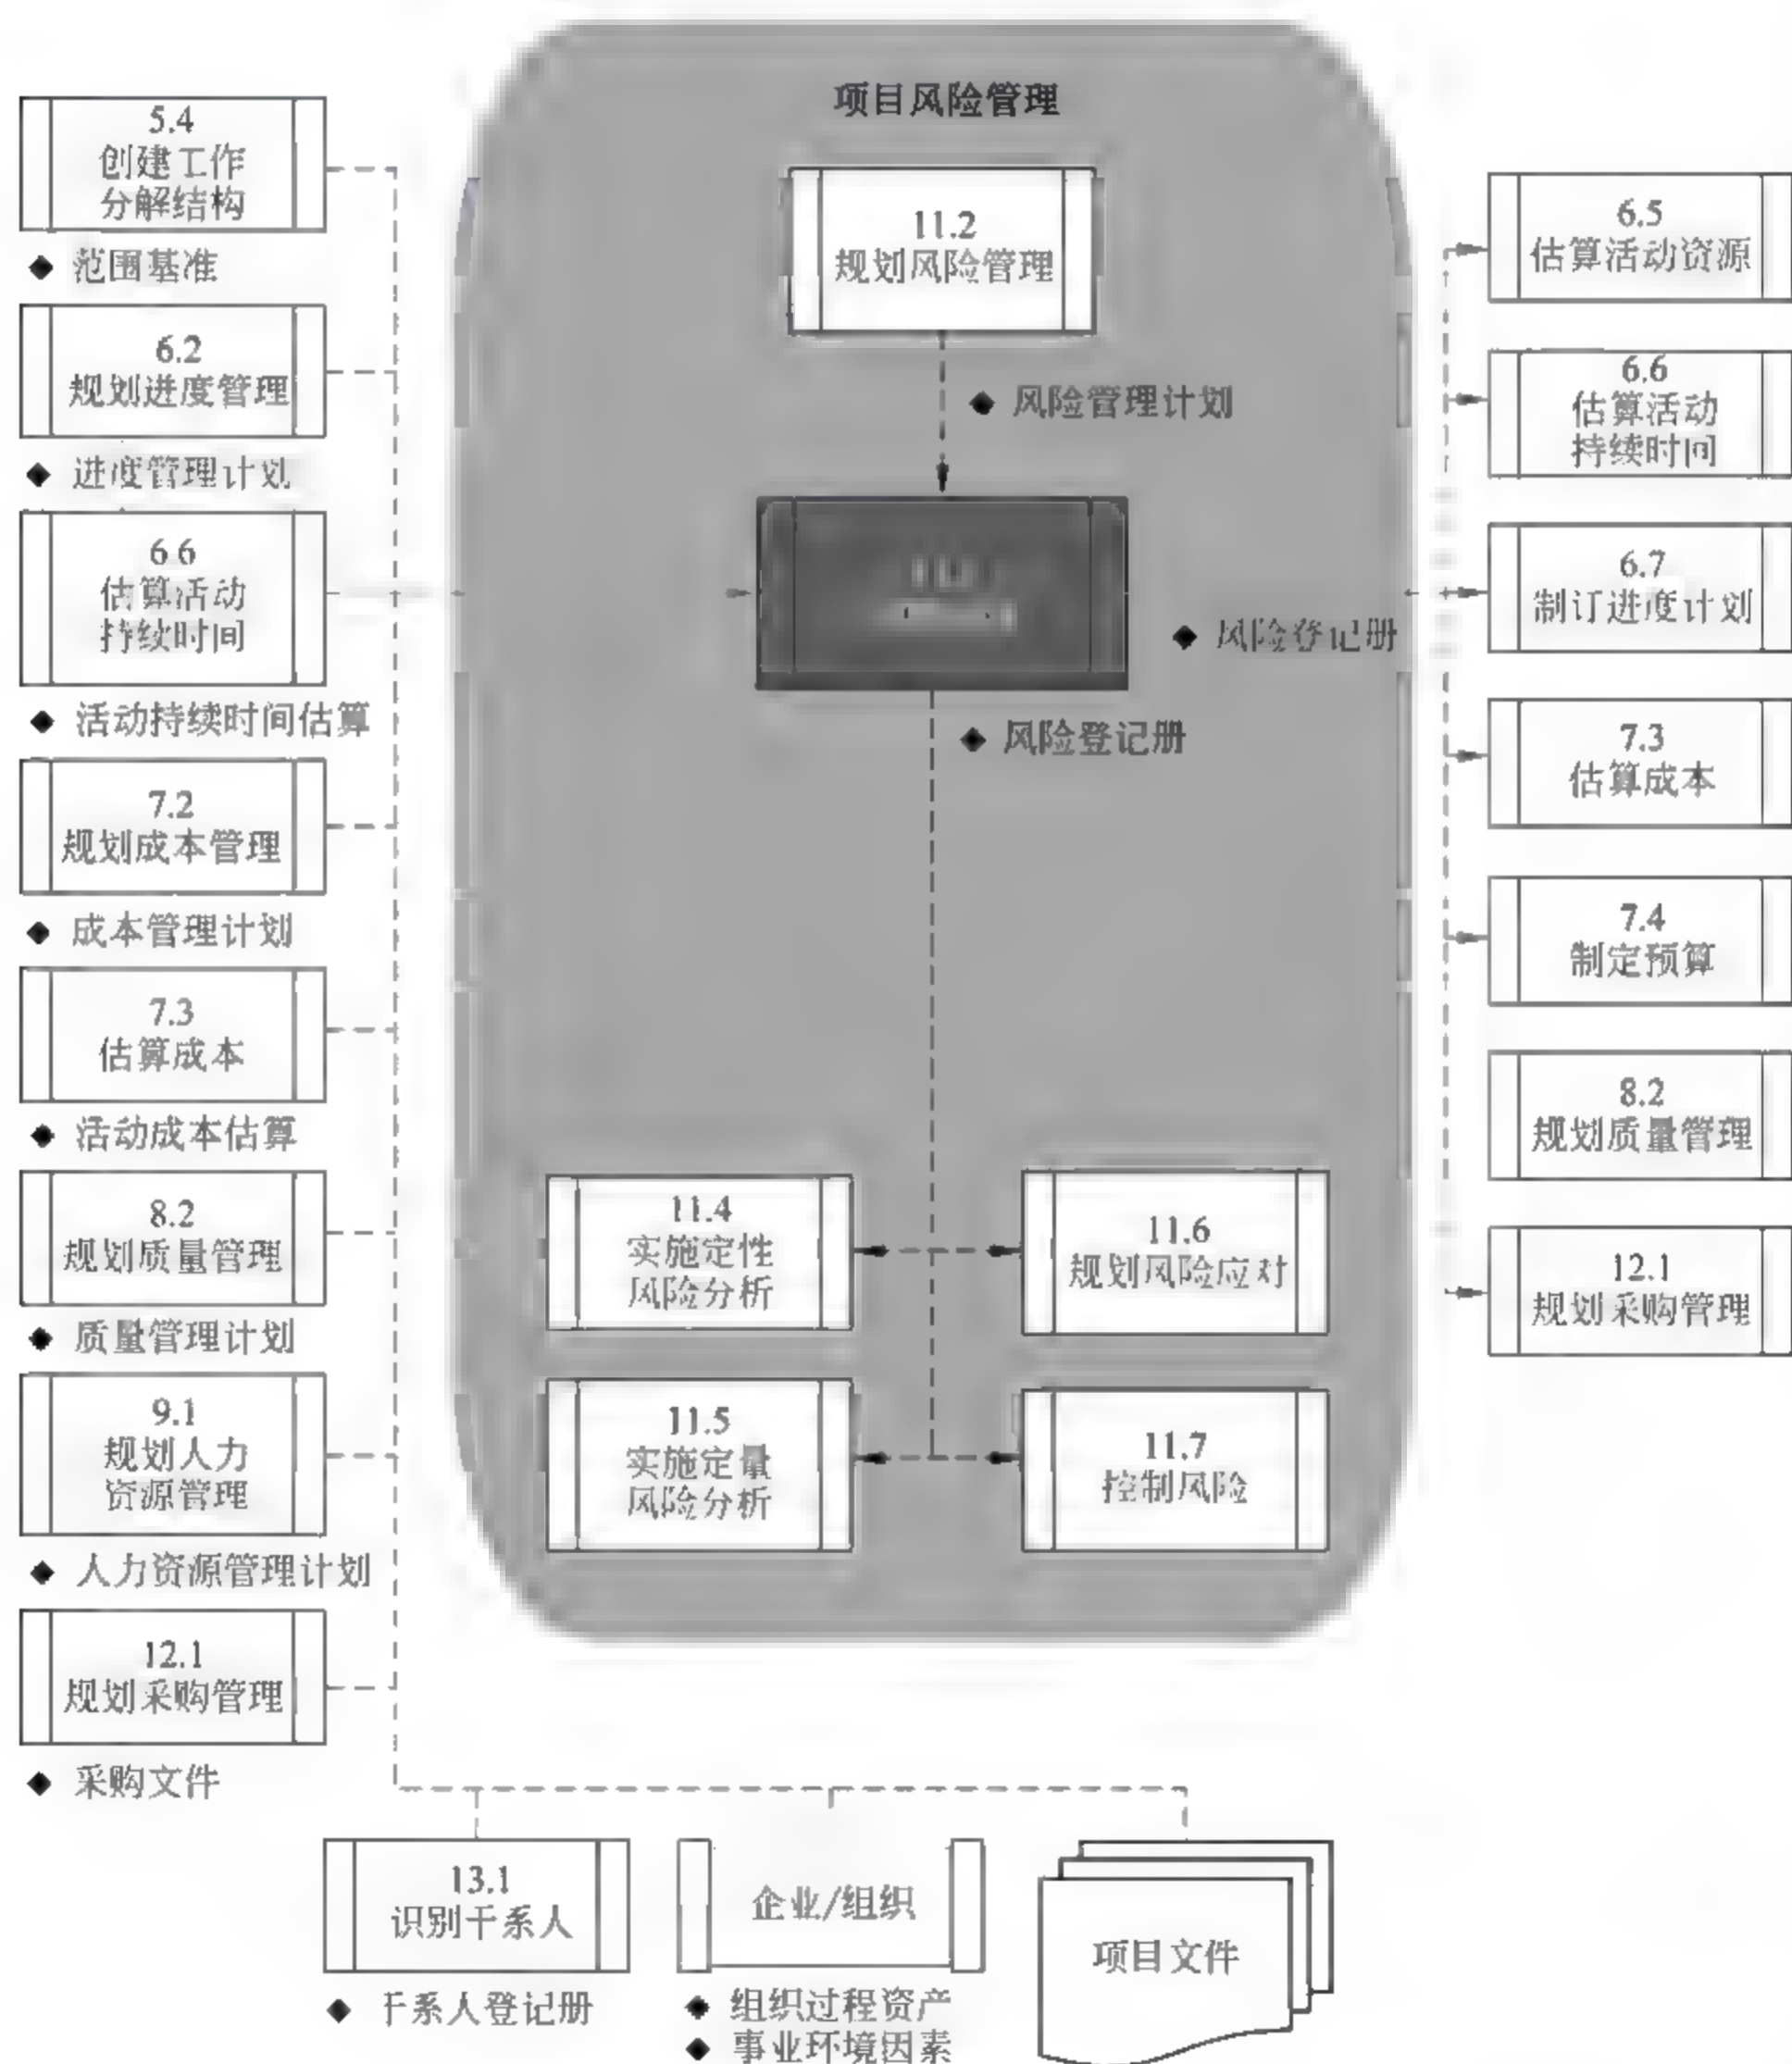 项目风险管理
5.4
创建工作
分解结构
◆ 范围基准
6.2
规划进度管理
◆ 进度管理计划
6 6
估算活动
持续时间
◆ 活动持续时间估算
7.2
规划成本管理
◆ 成本管理计划
7.3
估算成本
◆ 活动成本估算
8.2
规划质量管理
◆ 质量管理计划
9.1
规划人力
资源管理
◆ 人力资源管理计划
12.1
规划采购管理
◆ 采购文件
11.2
规划风险管理
◆ 风险管理计划
◆ 风险登记册
◆ 风险登记册
11.4
实施定性
风险分析
11.6
规划风险应对
11.5
实施定量
风险分析
11.7
控制风险
6.5
估算活动资源
6.6
估算活动
持续时间
6.7
制订进度计划
7.3
估算成本
7.4
制定预算
8.2
规划质量管理
12.1
规划采购管理
13.1
识别干系人
◆ 干系人登记册
企业/组织
◆ 组织过程资产
◆ 事业环境因素
项目文件